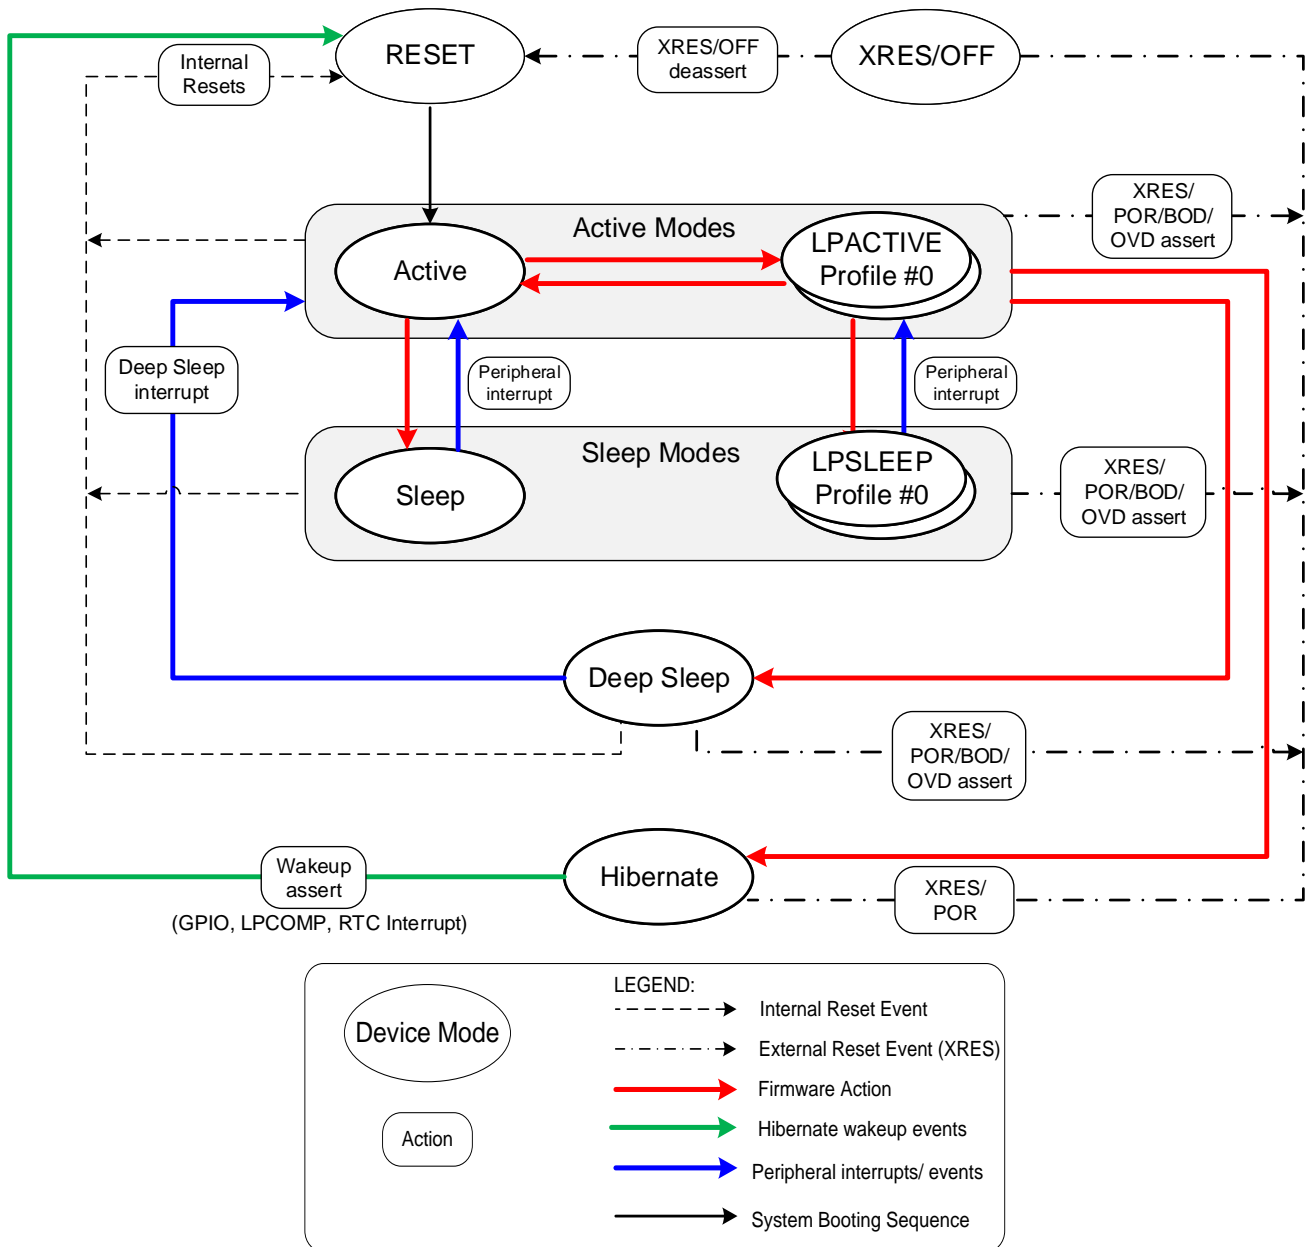 RESET
XRES/OFF
deassert
XRES/OFF
Internal
Resets
XRES/
POR/BOD/
OVD assert
Active Modes
Active
LPACTIVE
Profile #0
Deep Sleep
interrupt
Peripheral
interrupt
Peripheral
interrupt
Sleep Modes
Sleep
LPSLEEP
Profile #0
XRES/
POR/BOD/
OVD assert
Deep Sleep
XRES/
POR/BOD/
OVD assert
Wakeup
assert
(GPIO, LPCOMP, RTC Interrupt)
Hibernate
XRES/
POR
Device Mode
Action
LEGEND:
Internal Reset Event
External Reset Event (XRES)
Firmware Action
Hibernate wakeup events
Peripheral interrupts/ events
System Booting Sequence